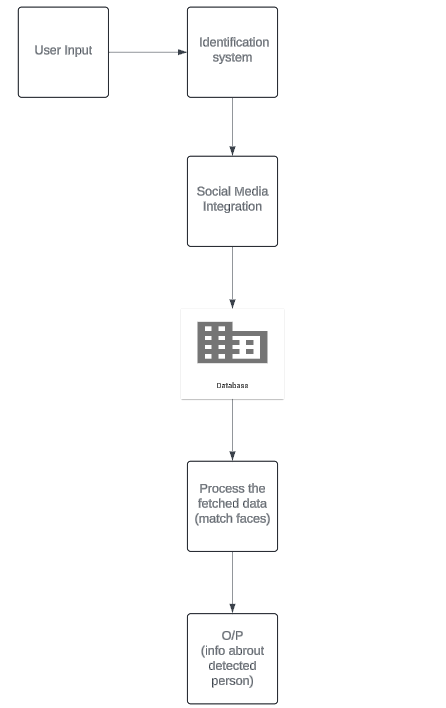 User Input
Identification
system
Social Media
Integration
Database
Process the
fetched data
(match faces)
O/P
(info abrout
detected
person)